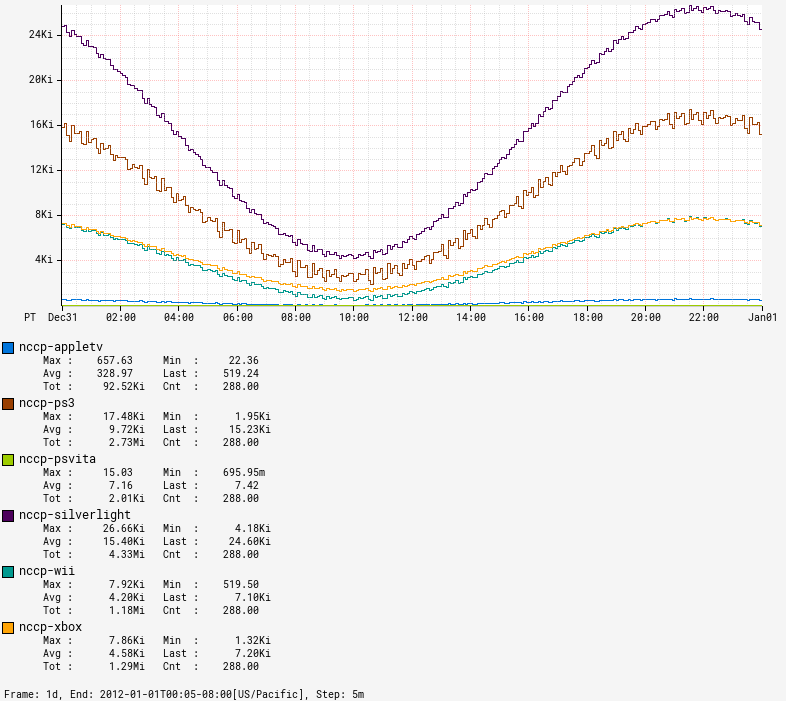 24Ki
20Ki
16Ki
12Ki
8Ki
4Ki
PT Dec31 02:00 04:00 06:00 08:00 10:00 12:00 14:00 16:00 18:00 20:00 22:00 Jan01
nccp-appletv
Max : 657.63 Min : 22.36
Avg : 328.97 Last : 519.24
Tot : 92.52Ki Cnt : 288.00
nccp-ps3
Max : 17.48Ki Min : 1.95Ki
Avg : 9.72Ki Last : 15.23Ki
Tot : 2.73Mi Cnt : 288.00
nccp-psvita
Max : 15.03 Min : 695.95m
Avg : 7.16 Last : 7.42
Tot : 2.01Ki Cnt : 288.00
nccp-silverlight
Max : 26.66Ki Min : 4.18Ki
Avg : 15.40Ki Last : 24.60Ki
Tot : 4.33Mi Cnt : 288.00
nccp-wii
Max : 7.92Ki Min : 519.50
Avg : 4.20Ki Last : 7.10Ki
Tot : 1.18Mi Cnt : 288.00
nccp-xbox
Max : 7.86Ki Min : 1.32Ki
Avg : 4.58Ki Last : 7.20Ki
Tot : 1.29Mi Cnt : 288.00
Frame: 1d, End: 2012-01-01T00:05-08:00[US/Pacific], Step: 5m